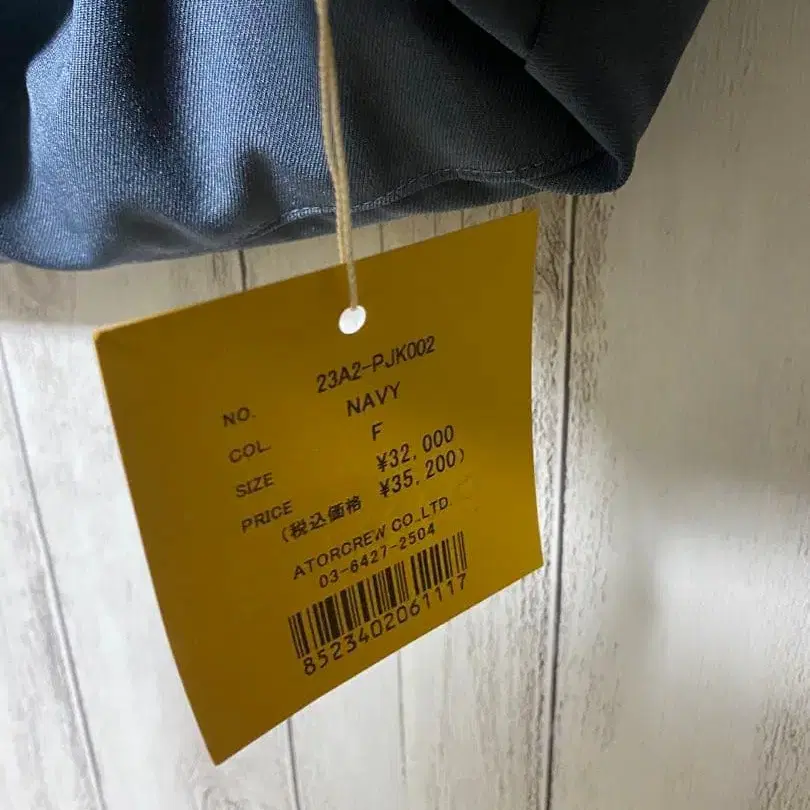 NO. 23A2-PJK002
COL. NAVY
SIZE F
PRICE ¥32,000
(税込価格 ¥35,200)
ATORCREW CO.,LTD.
03-6427-2504
8523402061117